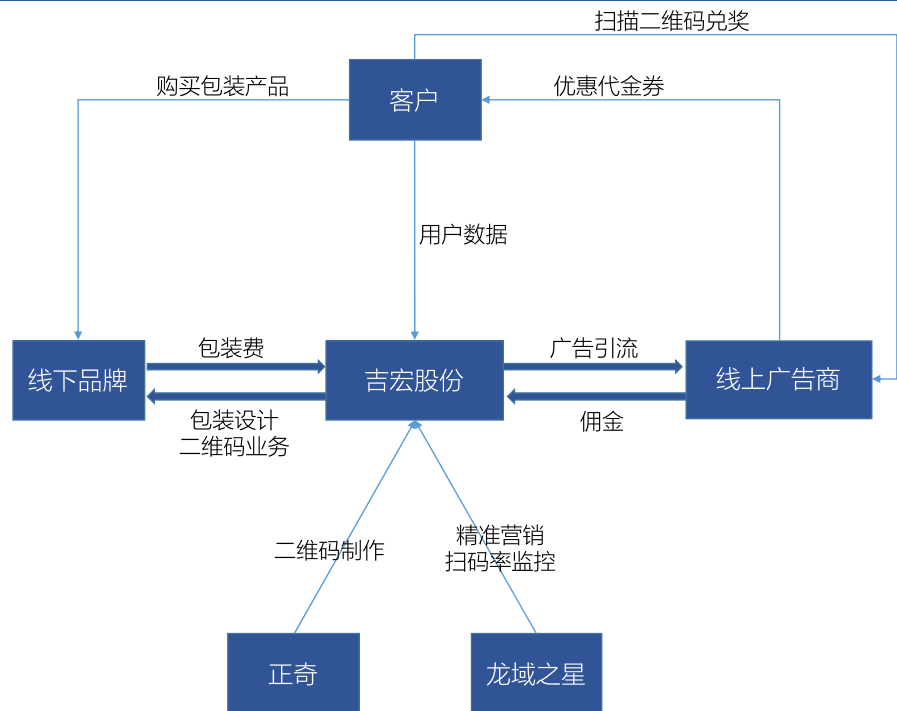 扫描二维码兑奖
购买包装产品
优惠代金券
客户
用户数据
包装费
广告引流
线下品牌
吉宏股份
线上广告商
包装设计
二维码业务
佣金
二维码制作
精准营销
扫码率监控
正奇
龙域之星